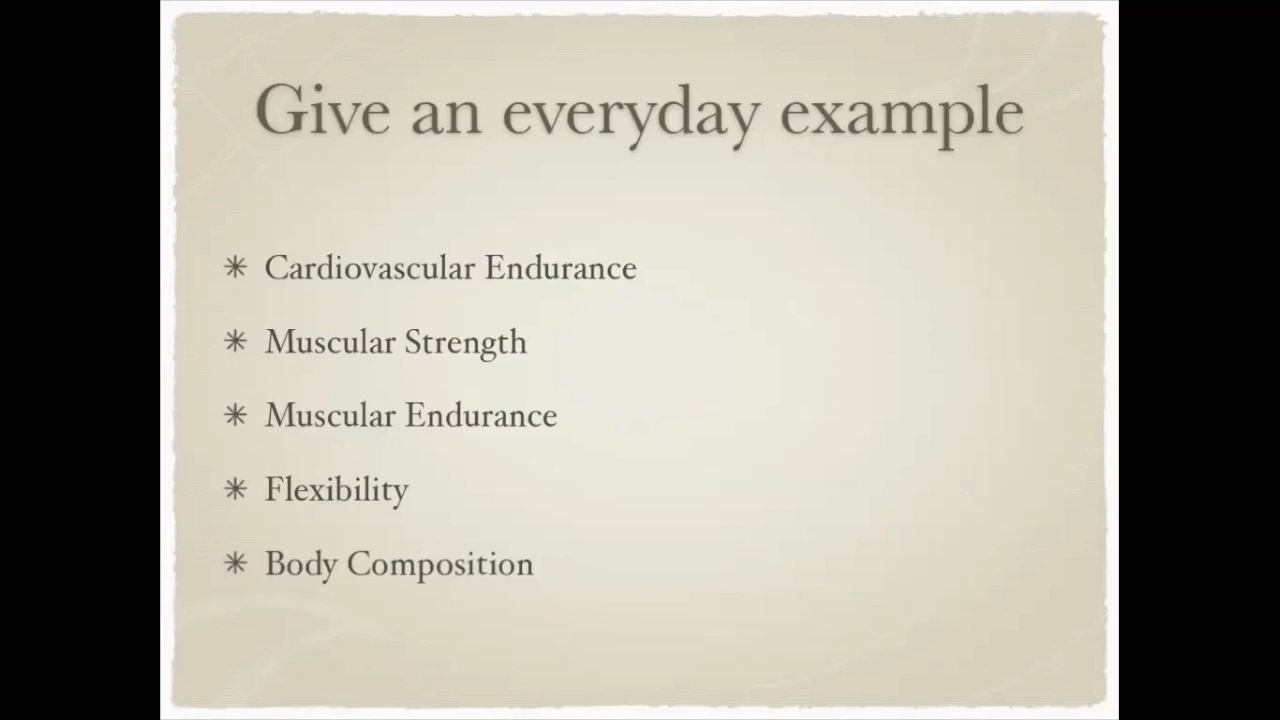 Give an everyday example
✳ Cardiovascular Endurance
✳ Muscular Strength
✳ Muscular Endurance
✳ Flexibility
✳ Body Composition